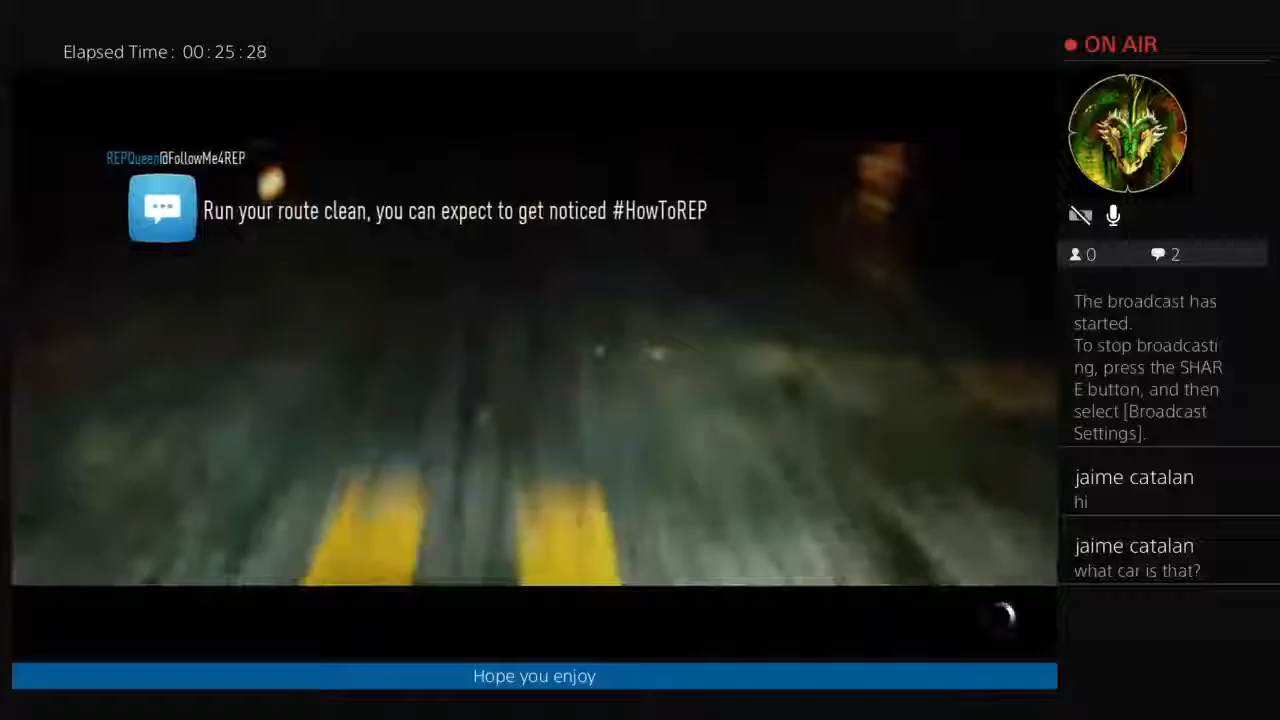 Elapsed Time: 00:25:28
ON AIR
REPQueen@FollowMe4REP
Run your route clean, you can expect to get noticed #HowToREP
0 2
The broadcast has
started.
To stop broadcasti
ng, press the SHAR
E button, and then
select [Broadcast
Settings].
jaime catalan
hi
jaime catalan
what car is that?
Hope you enjoy